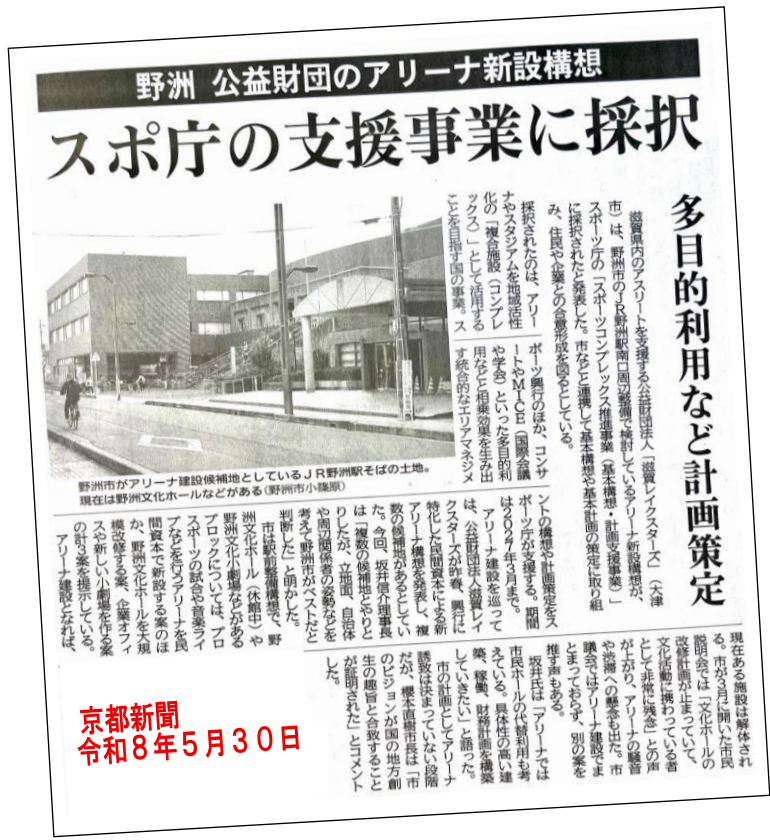 野洲 公益財団のアリーナ新設構想
スポ庁の支援事業に採択
多目的利用など計画策定
滋賀県内のアスリートを支援する公益財団法人「滋賀レイクスターズ」(大津
市)は、野洲市のJR野洲駅南口周辺整備で検討しているアリーナ新設構想が、
スポーツ庁の「スポーツコンプレックス推進事業(基本構想・計画支援事業)」
に採択されたと発表した。市などと連携して基本構想や基本計画の策定に取り組
み、住民や企業との合意形成を図るとしている。
採択されたのは、アリー
ナやスタジアムを地域活性
化の「複合施設(コンプレ
ックス)」として活用する
ことを目指す国の事業。ス
ポーツ興行のほか、コンサ
ートやMICE(国際会議
や学会)といった多目的利
用などと相乗効果を生み出
す統合的なエリアマネジメ
ントの構想や計画策定をス
ポーツ庁が支援する。期間
は2027年3月まで。
アリーナ建設を巡って
は、公益財団法人滋賀レイ
クスターズが昨春、興行に
特化した民間資本による新
アリーナ構想を発表し、複
数の候補地があるとしてい
た。今回、坂井信介理事長
は「複数の候補地とやりと
りしたが、立地面、自治体
や周辺関係者の姿勢などを
考えて野洲市がベストだと
判断した」と明かした。
市は駅前整備構想で、野
洲文化ホール(休館中)や
野洲文化小劇場などがある
ブロックについては、プロ
スポーツの試合や音楽ライ
ブなどを行うアリーナを民
間資本で新設する案のほ
か、野洲文化ホールを大規
模改修する案、企業オフィ
スや新しい小劇場を作る案
の計3案を提示している。
アリーナ建設となれば、
現在ある施設は解体され
る。市が3月に開いた市民
説明会では「文化ホールの
改修計画が止まっていて、
文化活動に携わっている者
として非常に残念」との声
が上がり、アリーナの騒音
や渋滞への懸念も出た。市
議会ではアリーナ建設でま
とまっておらず、別の案を
推す声もある。
坂井氏は「アリーナでは
市民ホールの代替利用も考
えている。具体性の高い建
築、稼働、財務計画を構築
していきたい」と語った。
市の計画としてアリーナ
誘致は決まっていない段階
だが、櫻本直樹市長は「市
のビジョンが国の地方創
生の趣旨と合致すること
が証明された」とコメント
した。
野洲市がアリーナ建設候補地としているJR野洲駅そばの土地。
現在は野洲文化ホールなどがある(野洲市小篠原)
京都新聞
令和8年5月30日